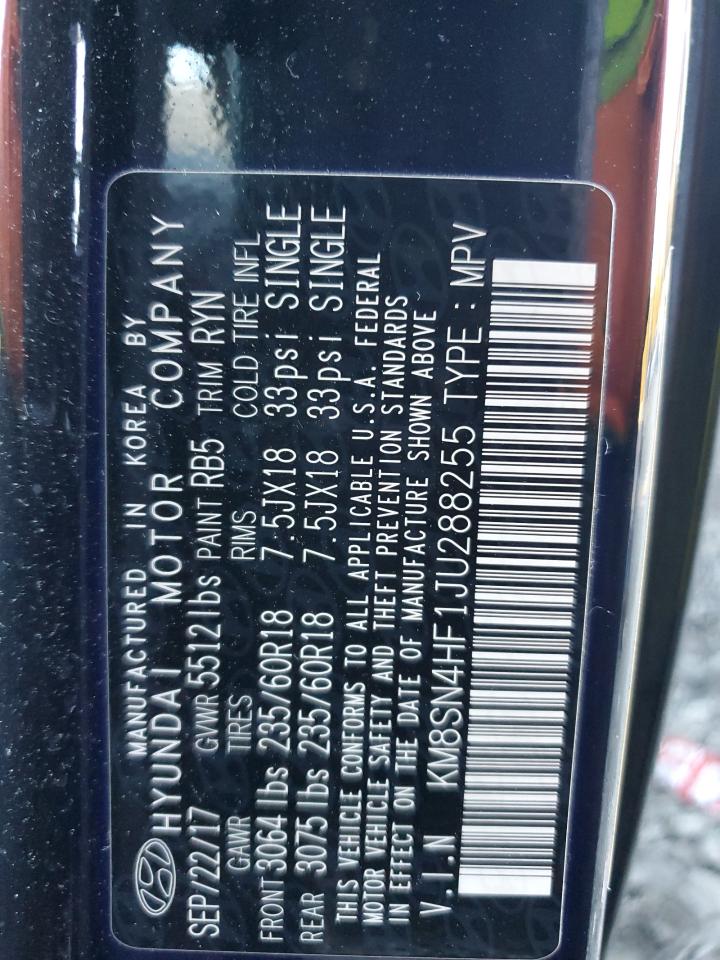 MANUFACTURED IN KOREA BY
HYUNDAI MOTOR COMPANY
SEP/22/17 GVWR 5512lbs PAINT RB5 TRIM RYN
GAWR TIRES RIMS COLD TIRE INFL
FRONT 3064lbs 235/60R18 7.5JX18 33psi SINGLE
REAR 3075lbs 235/60R18 7.5JX18 33psi SINGLE
THIS VEHICLE CONFORMS TO ALL APPLICABLE U.S.A. FEDERAL
MOTOR VEHICLE SAFETY AND THEFT PREVENTION STANDARDS
IN EFFECT ON THE DATE OF MANUFACTURE SHOWN ABOVE
V.I.N KM8SN4HF1JU288255 TYPE : MPV